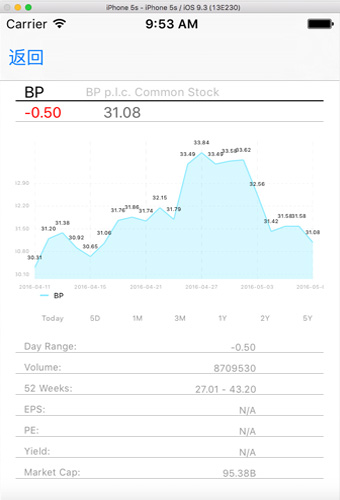 iPhone 5s - iPhone 5s / iOS 9.3 (13E230)
Carrier 9:53 AM
返回
BP BP p.l.c. Common Stock
-0.50 31.08
33.84
33.49 33.49 33.58 33.62
32.56
32.15
31.76 31.88 31.74 31.79
31.20 31.38
31.42 31.58 31.58
30.92 31.06 31.08
30.65
30.31
2016-04-11 2016-04-15 2016-04-21 2016-04-27 2016-05-03 2016-05-
BP
Today 5D 1M 3M 1Y 2Y 5Y
Day Range: -0.50
Volume: 8709530
52 Weeks: 27.01 - 43.20
EPS: N/A
PE: N/A
Yield: N/A
Market Cap: 95.38B